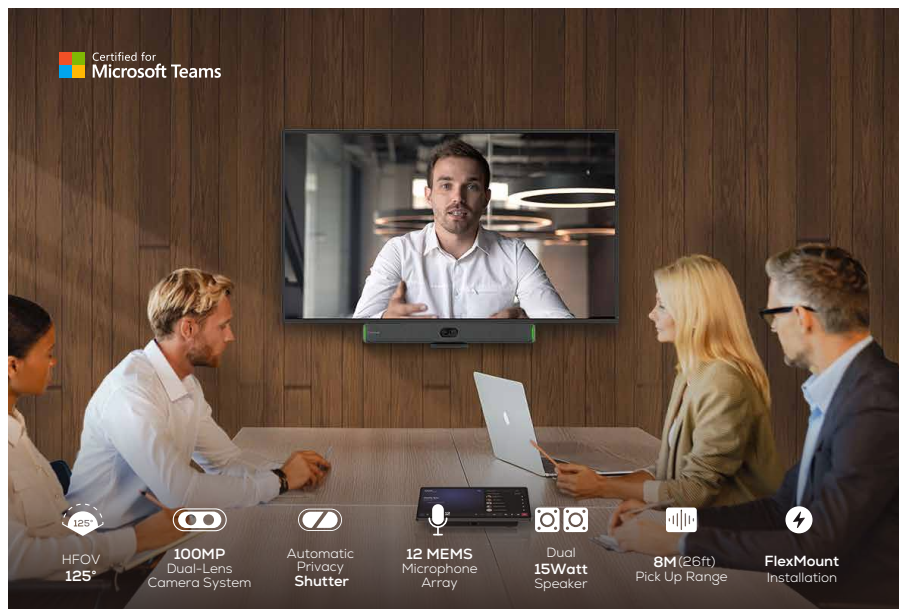 Certified for
Microsoft Teams
125°
HFOV
125°
100MP
Dual-Lens
Camera System
Automatic
Privacy
Shutter
12 MEMS
Microphone
Array
Dual
15Watt
Speaker
8M (26ft)
Pick Up Range
FlexMount
Installation